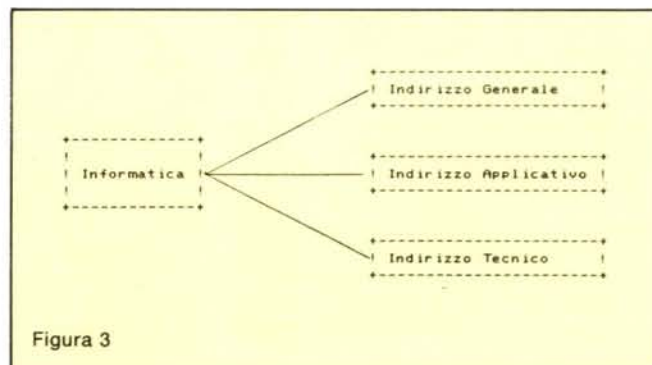 Indirizzo Generale
Informatica
Indirizzo Applicativo
Indirizzo Tecnico
Figura 3